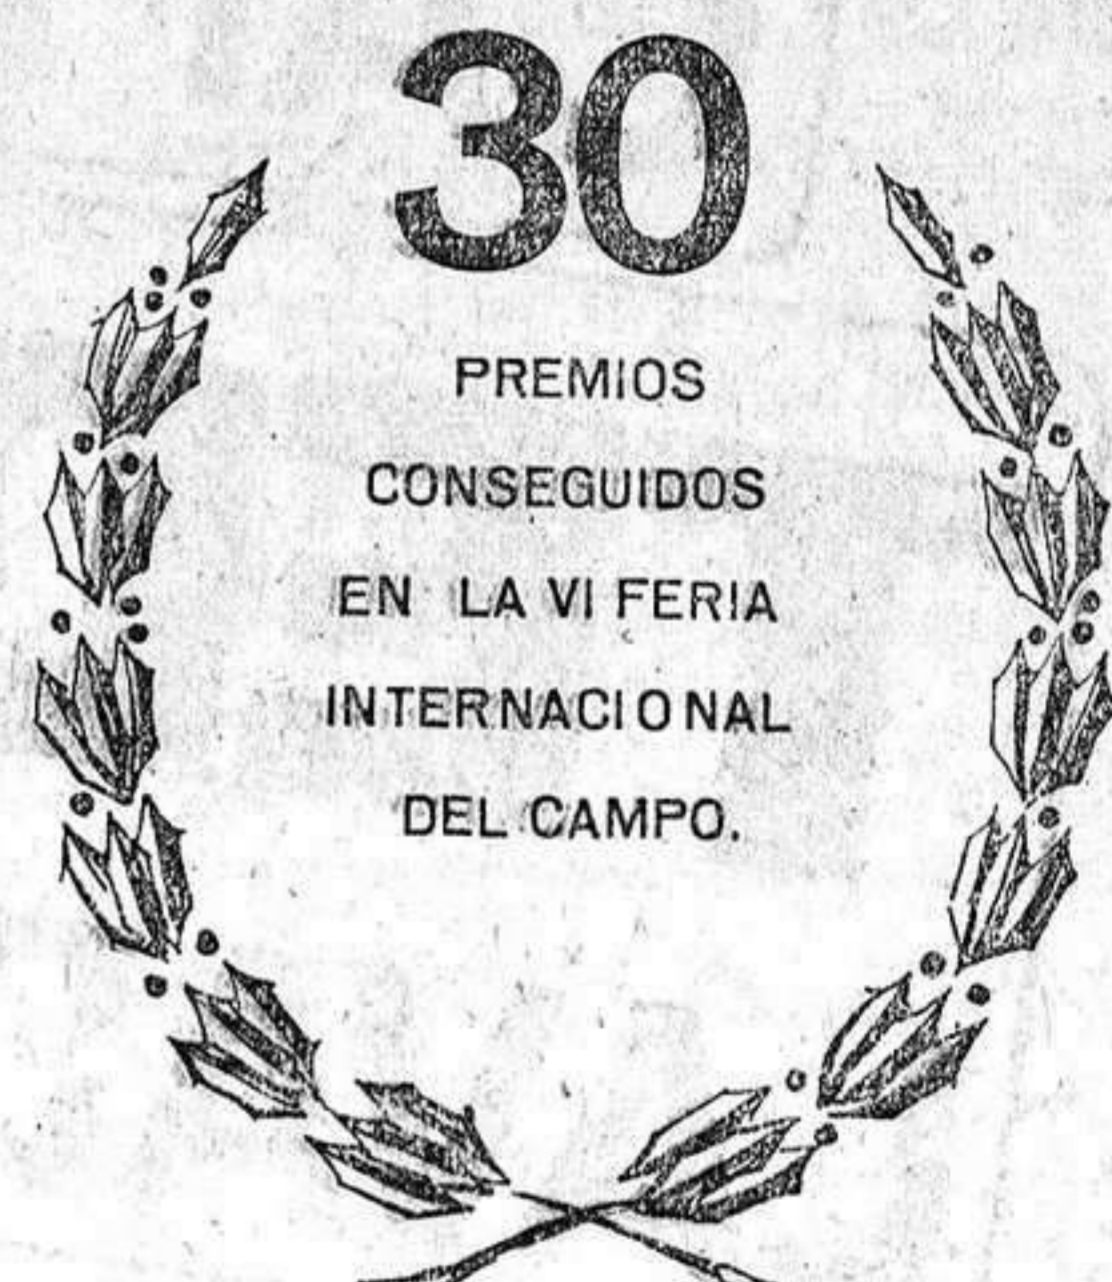 30
PREMIOS
CONSEGUIDOS
EN LA VI FERIA
INTERNACIONAL
DEL CAMPO.